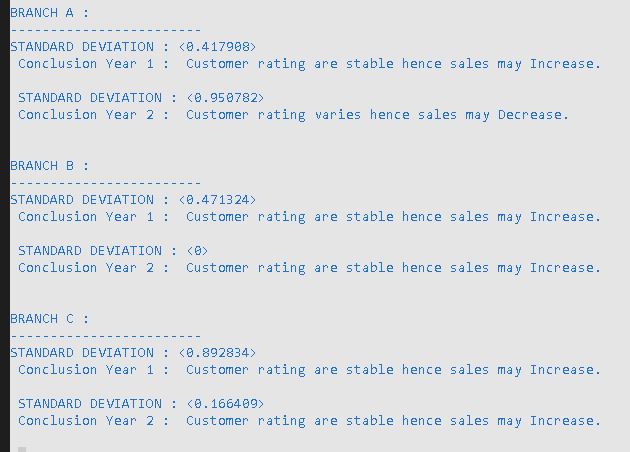 BRANCH A :
------------------------
STANDARD DEVIATION : <0.417908>
Conclusion Year 1 :  Customer rating are stable hence sales may Increase.
STANDARD DEVIATION : <0.950782>
Conclusion Year 2 :  Customer rating varies hence sales may Decrease.
BRANCH B :
------------------------
STANDARD DEVIATION : <0.471324>
Conclusion Year 1 :  Customer rating are stable hence sales may Increase.
STANDARD DEVIATION : <0>
Conclusion Year 2 :  Customer rating are stable hence sales may Increase.
BRANCH C :
------------------------
STANDARD DEVIATION : <0.892834>
Conclusion Year 1 :  Customer rating are stable hence sales may Increase.
STANDARD DEVIATION : <0.166409>
Conclusion Year 2 :  Customer rating are stable hence sales may Increase.